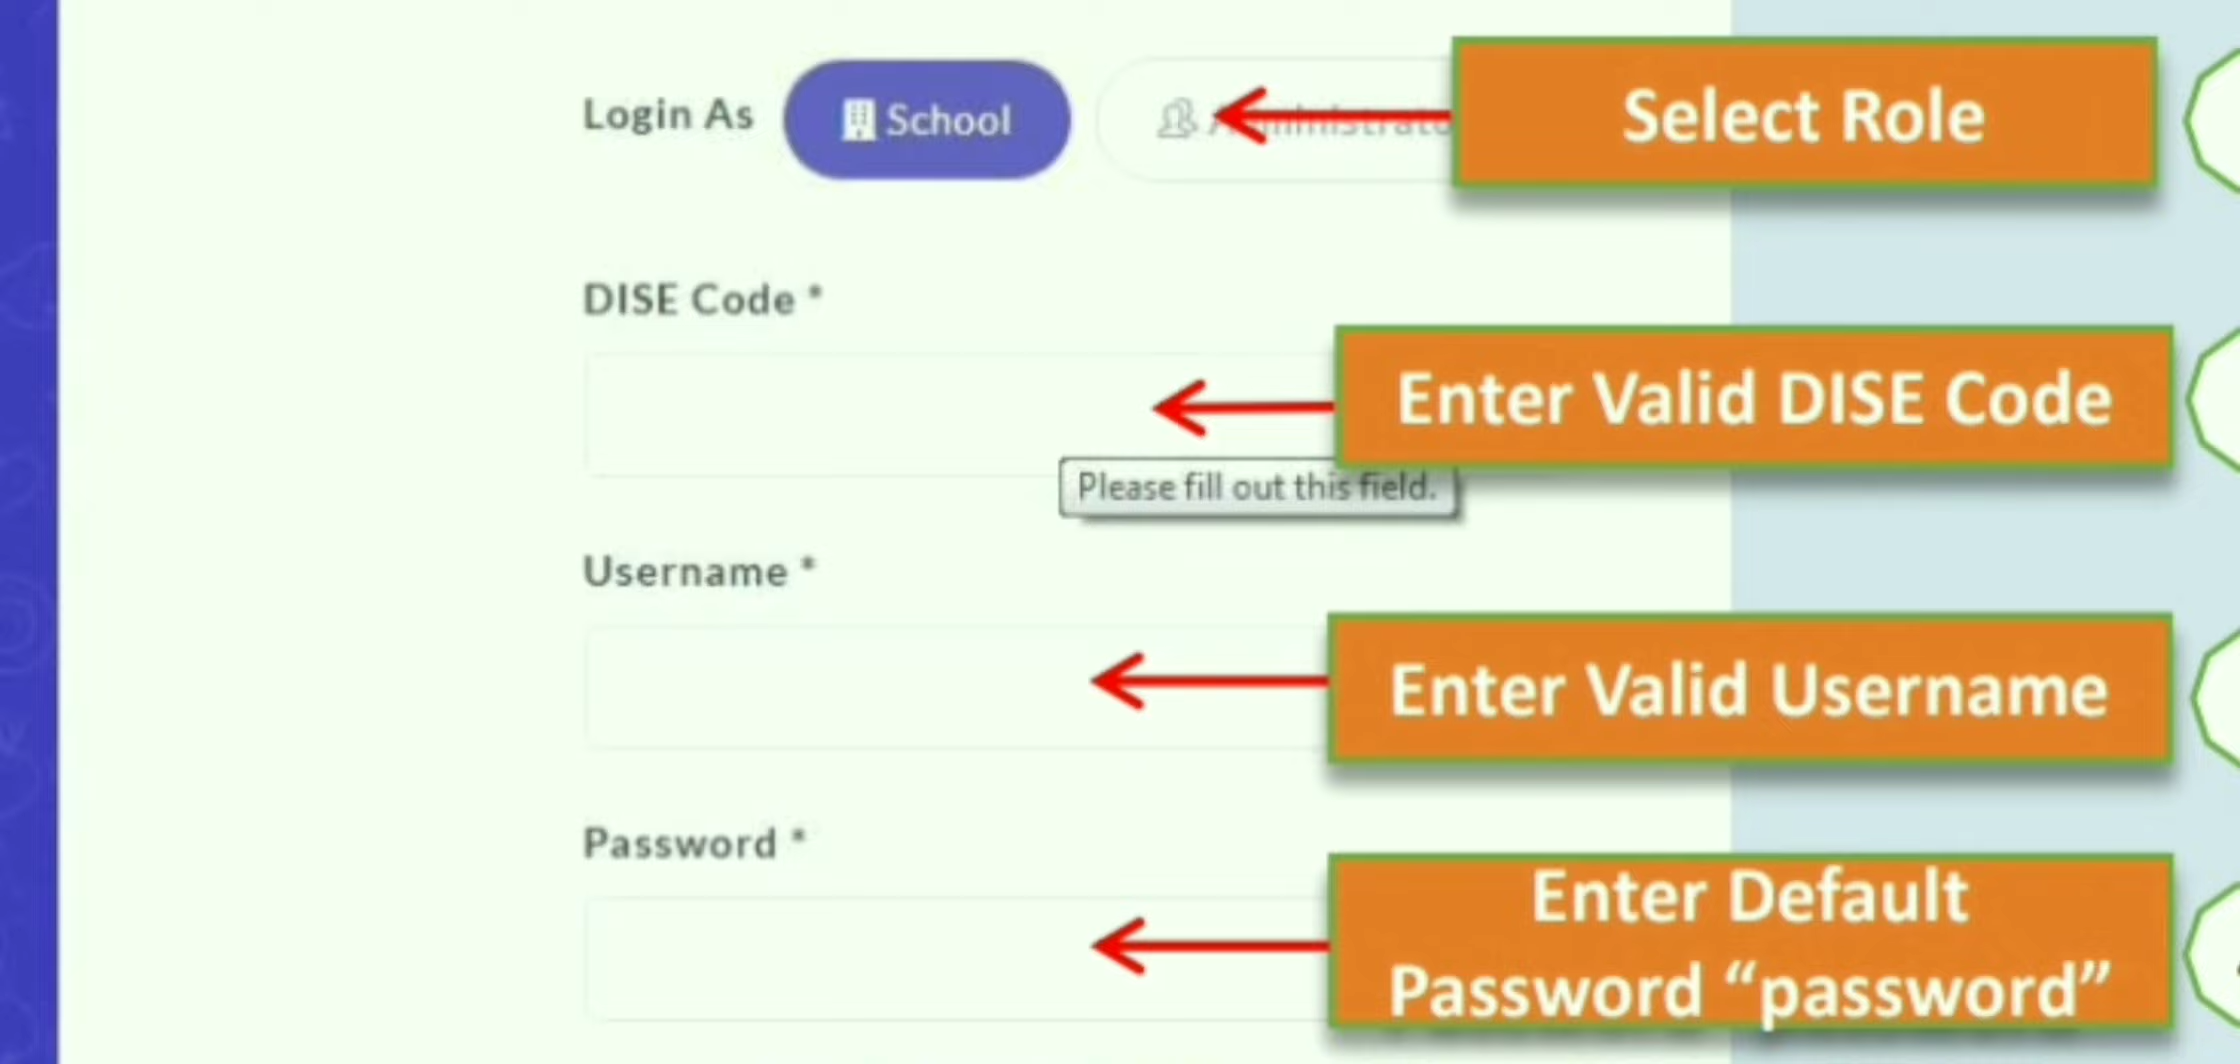 Login As School Select Role
DISE Code *
Enter Valid DISE Code
Please fill out this field.
Username *
Enter Valid Username
Password *
Enter Default
Password “password”